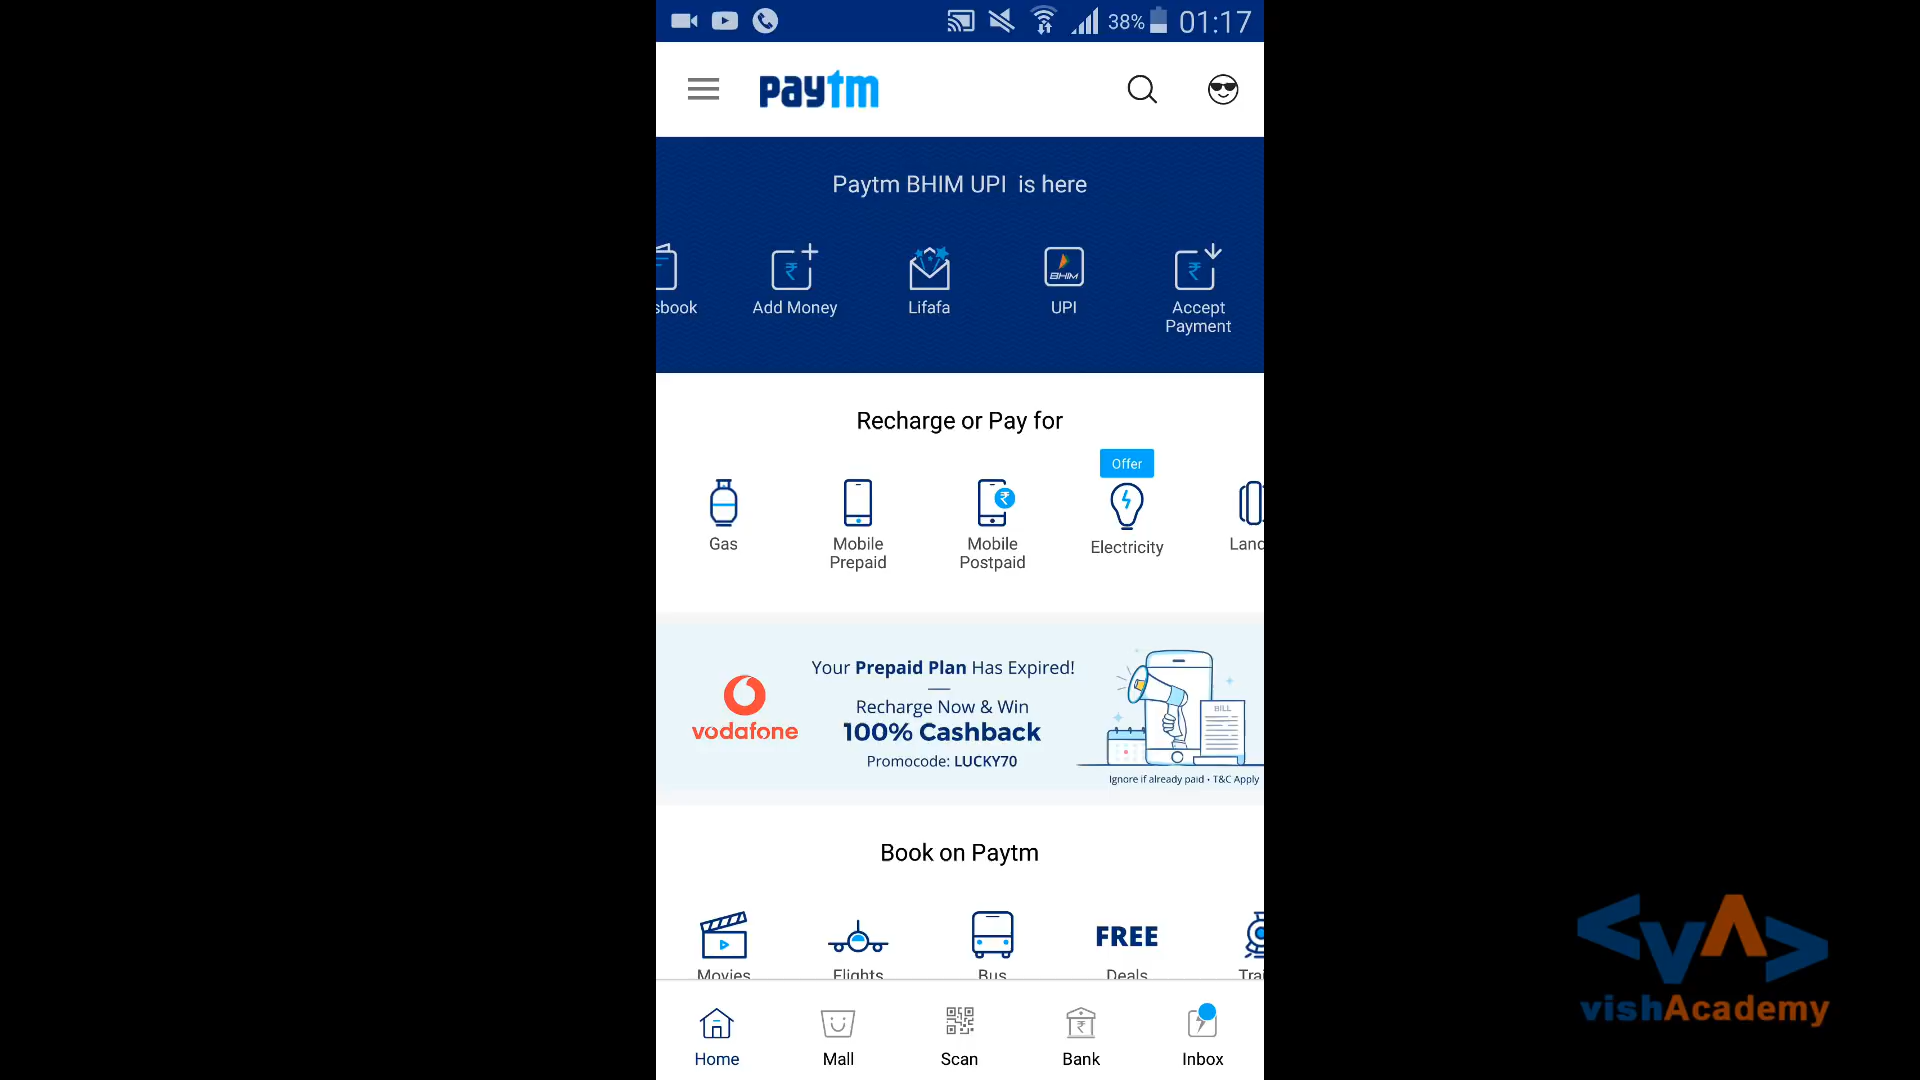 38% 01:17
paytm
Paytm BHIM UPI is here
sbook
Add Money
Lifafa
BHIM
UPI
Accept
Payment
Recharge or Pay for
Offer
Gas
Mobile
Prepaid
Mobile
Postpaid
Electricity
Land
vodafone
Your Prepaid Plan Has Expired!
Recharge Now & Win
100% Cashback
Promocode: LUCKY70
BILL
Ignore if already paid • T&C Apply
Book on Paytm
FREE
Movies
Flights
Bus
Deals
Trai
Home
Mall
Scan
Bank
Inbox
<VA>
vishAcademy